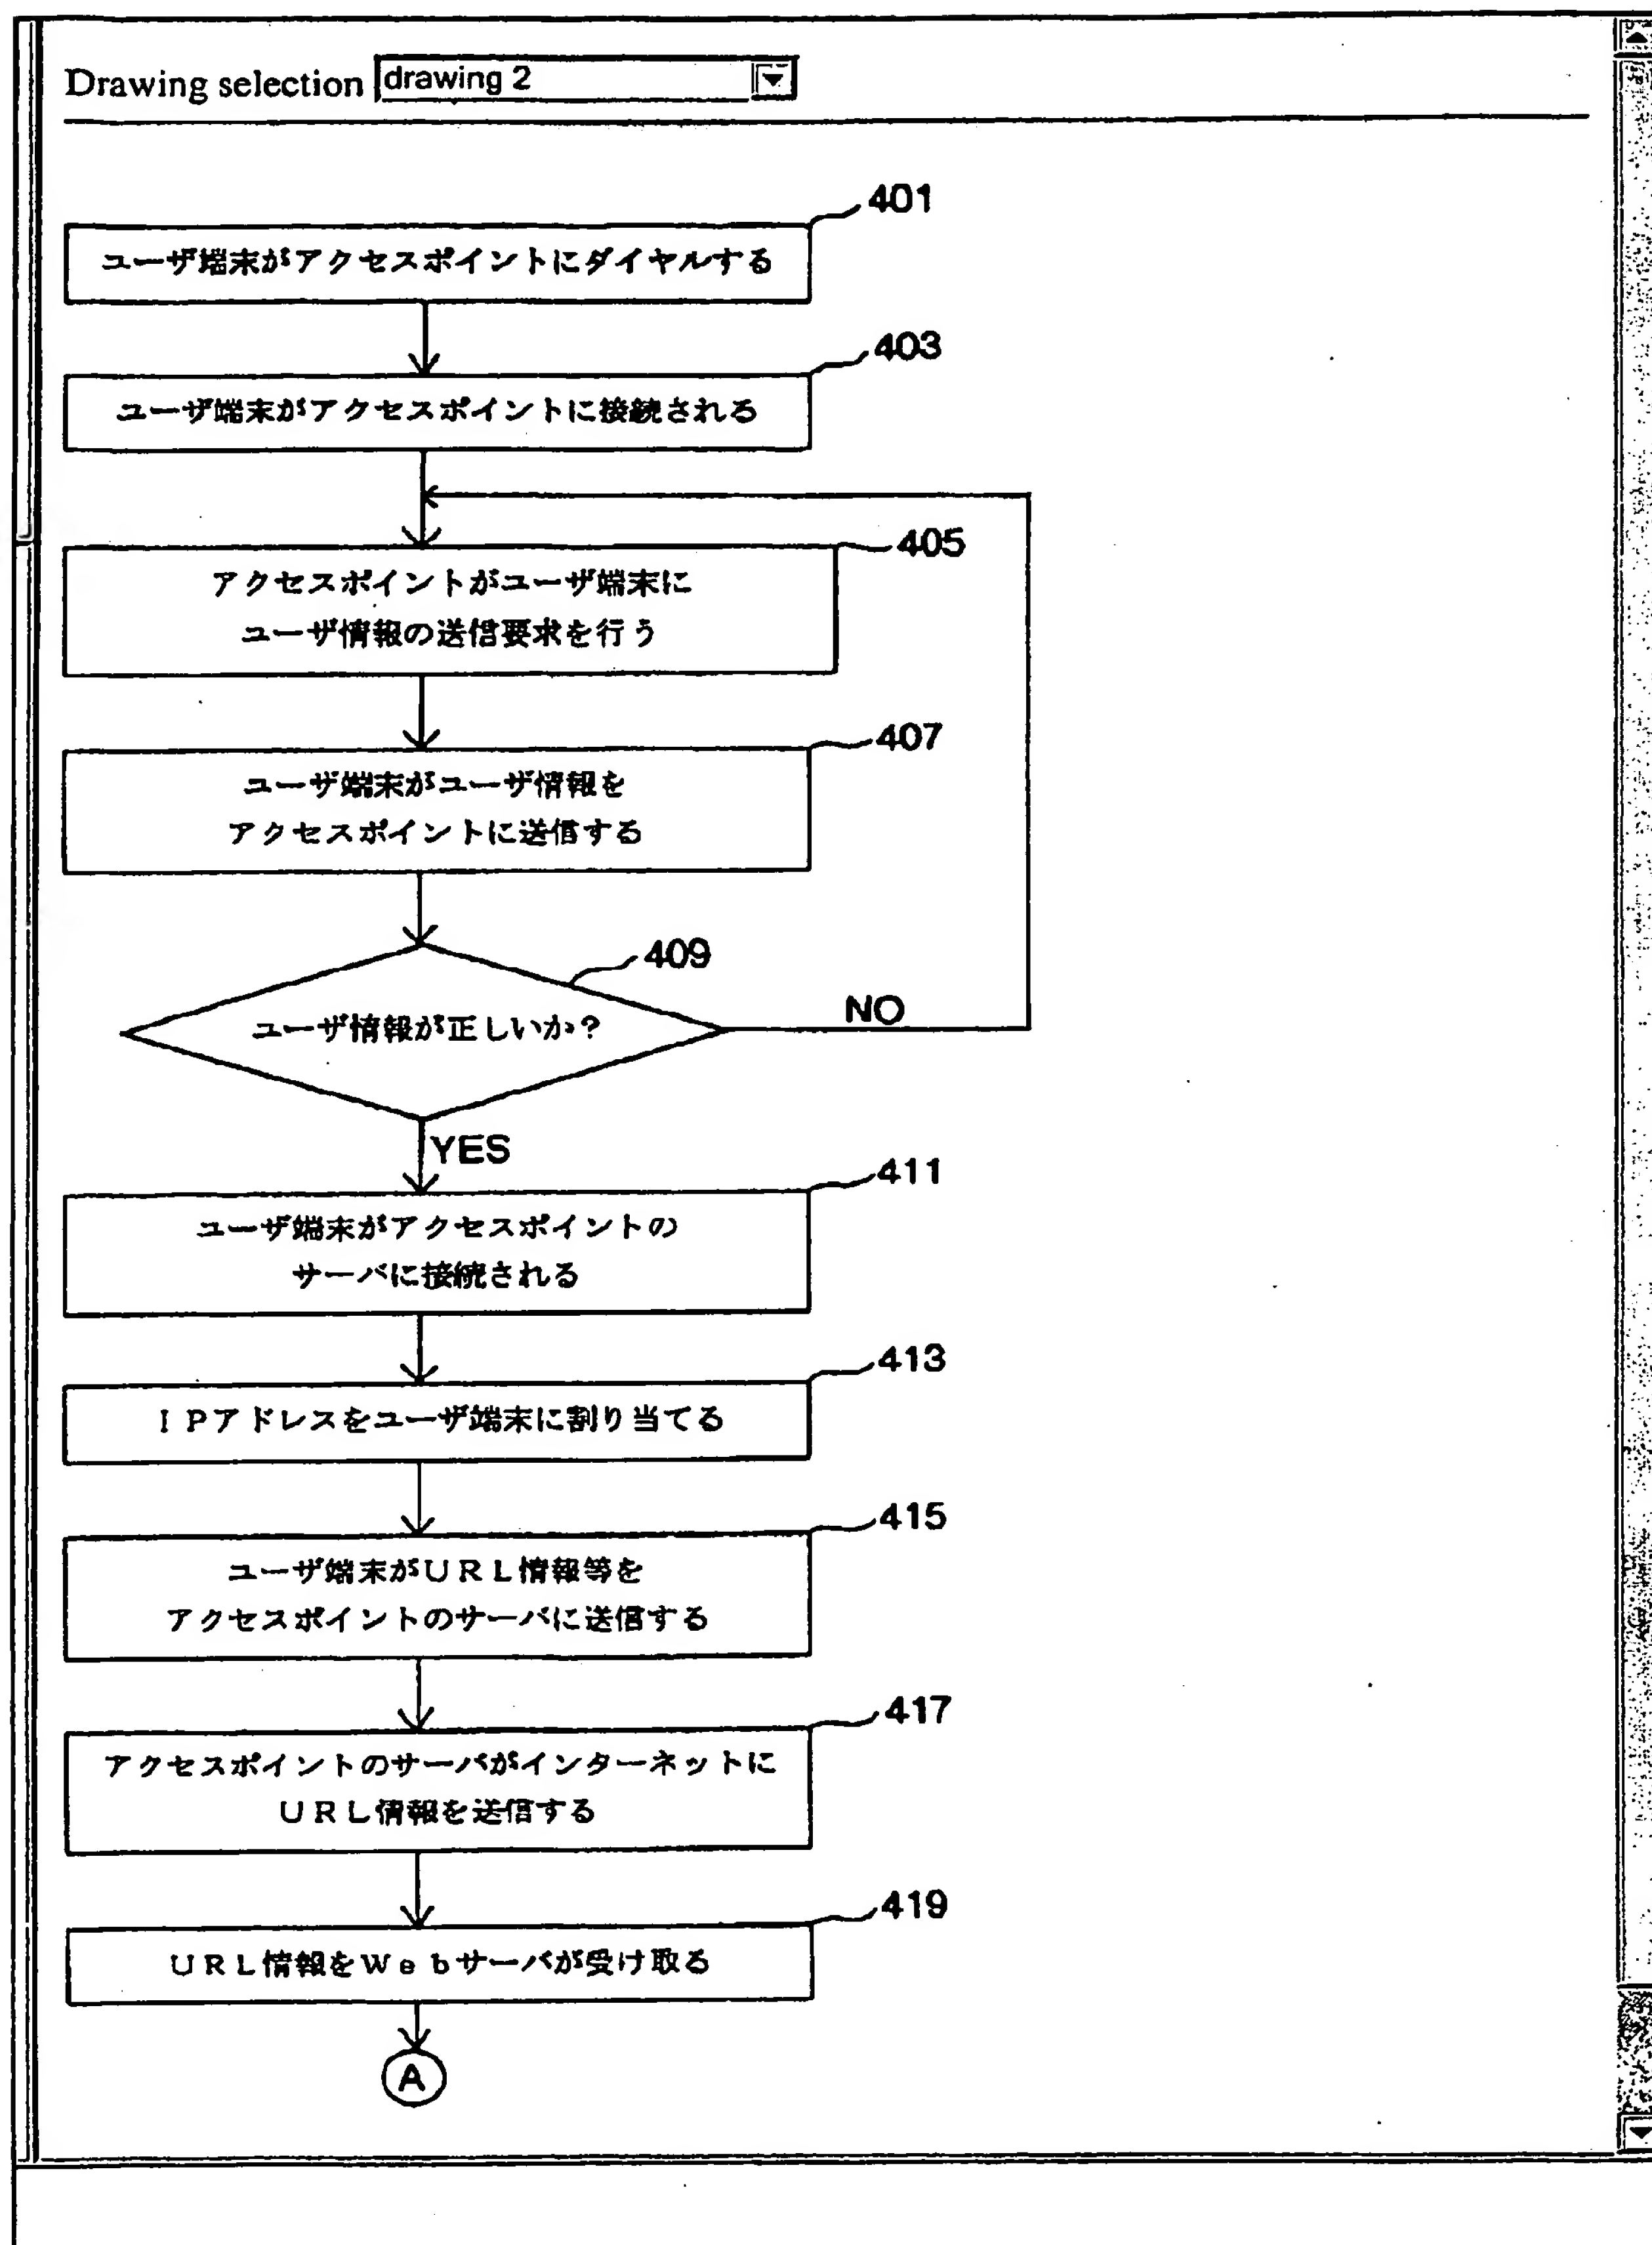 Drawing selection drawing 2
401
ユーザ端末がアクセスポイントにダイヤルする
403
ユーザ端末がアクセスポイントに接続される
405
アクセスポイントがユーザ端末に
ユーザ情報の送信要求を行う
407
ユーザ端末がユーザ情報を
アクセスポイントに送信する
409
ユーザ情報が正しいか?
NO
YES
411
ユーザ端末がアクセスポイントの
サーバに接続される
413
IPアドレスをユーザ端末に割り当てる
415
ユーザ端末がURL情報等を
アクセスポイントのサーバに送信する
417
アクセスポイントのサーバがインターネットに
URL情報を送信する
419
URL情報をWebサーバが受け取る
A